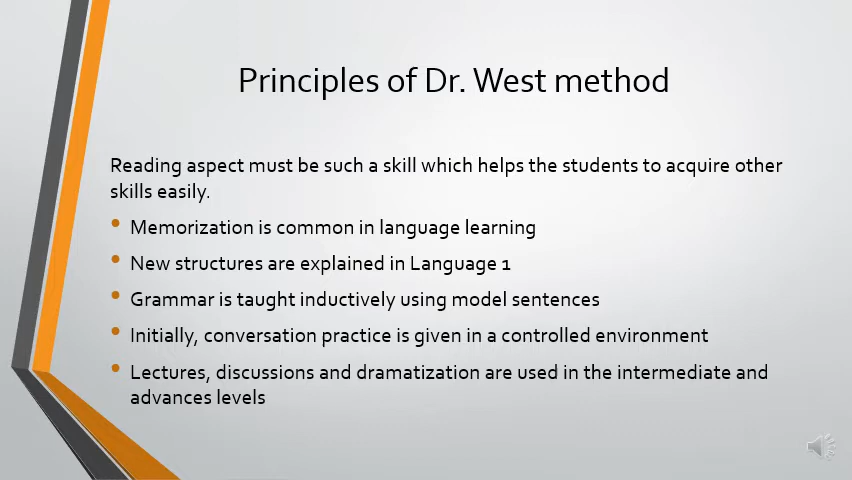 Principles of Dr. West method
Reading aspect must be such a skill which helps the students to acquire other
skills easily.
• Memorization is common in language learning
• New structures are explained in Language 1
• Grammar is taught inductively using model sentences
• Initially, conversation practice is given in a controlled environment
• Lectures, discussions and dramatization are used in the intermediate and
advances levels